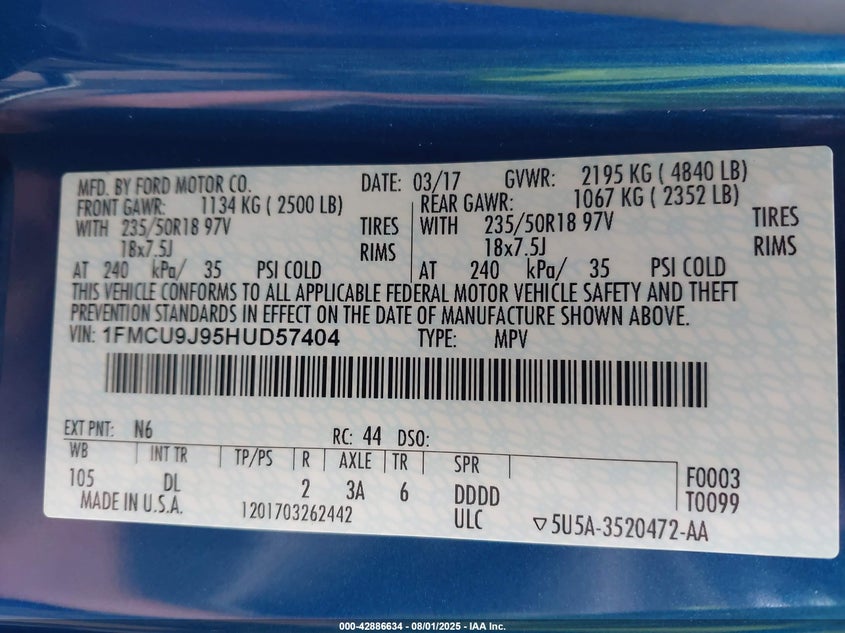 MFD. BY FORD MOTOR CO. DATE: 03/17 GVWR: 2195 KG ( 4840 LB)
FRONT GAWR: 1134 KG ( 2500 LB) REAR GAWR: 1067 KG ( 2352 LB)
WITH 235/50R18 97V TIRES WITH 235/50R18 97V TIRES
18x7.5J RIMS 18x7.5J RIMS
AT 240 kPa/ 35 PSI COLD AT 240 kPa/ 35 PSI COLD
THIS VEHICLE CONFORMS TO ALL APPLICABLE FEDERAL MOTOR VEHICLE SAFETY AND THEFT
PREVENTION STANDARDS IN EFFECT ON THE DATE OF MANUFACTURE SHOWN ABOVE.
VIN: 1FMCU9J95HUD57404 TYPE: MPV
EXT PNT: N6 RC: 44 DSO:
WB INT TR TP/PS R AXLE TR SPR
105 DL 2 3A 6 DDDD F0003
MADE IN U.S.A. 1201703262442 ULC T0099
▽5U5A-3520472-AA
000-42886634 - 08/01/2025 - IAA Inc.